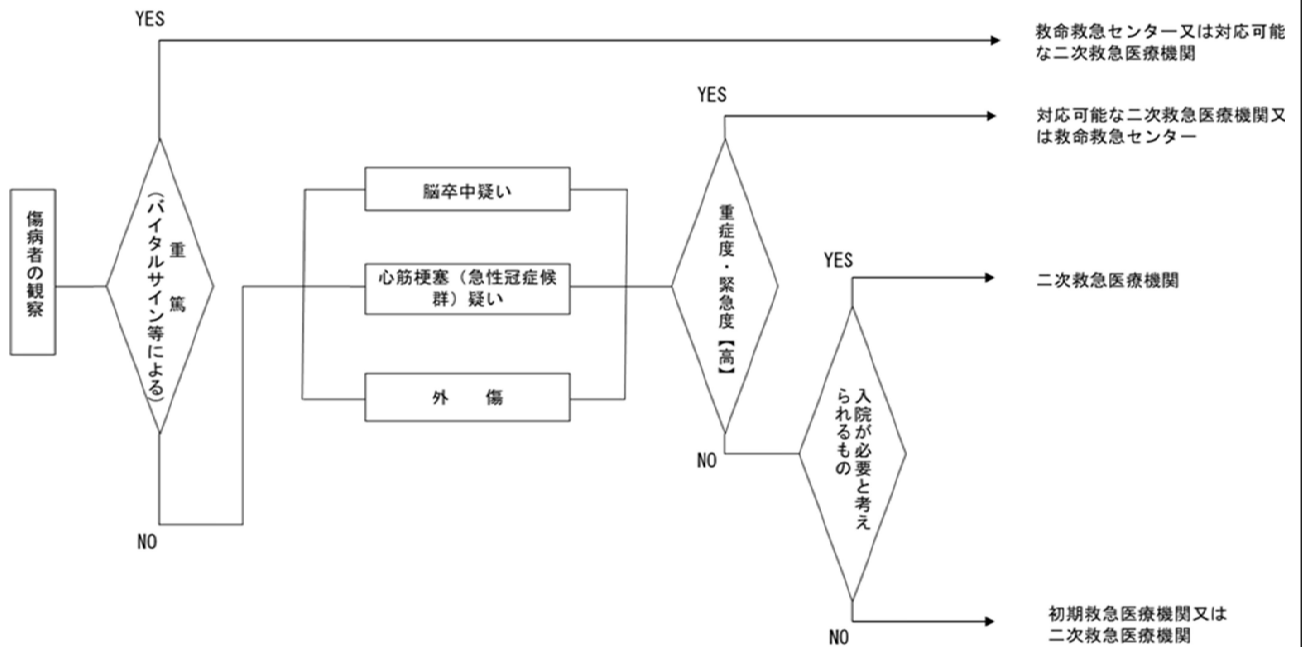 YES
救命救急センター又は対応可能
な二次救急医療機関
YES
対応可能な二次救急医療機関又
は救命救急センター
傷病者の観察
重篤
(バイタルサイン等による)
脳卒中疑い
心筋梗塞（急性冠症候
群）疑い
外　傷
重症度・緊急度【高】
YES
二次救急医療機関
入院が必要と考え
られるもの
NO
NO
初期救急医療機関又は
二次救急医療機関
NO